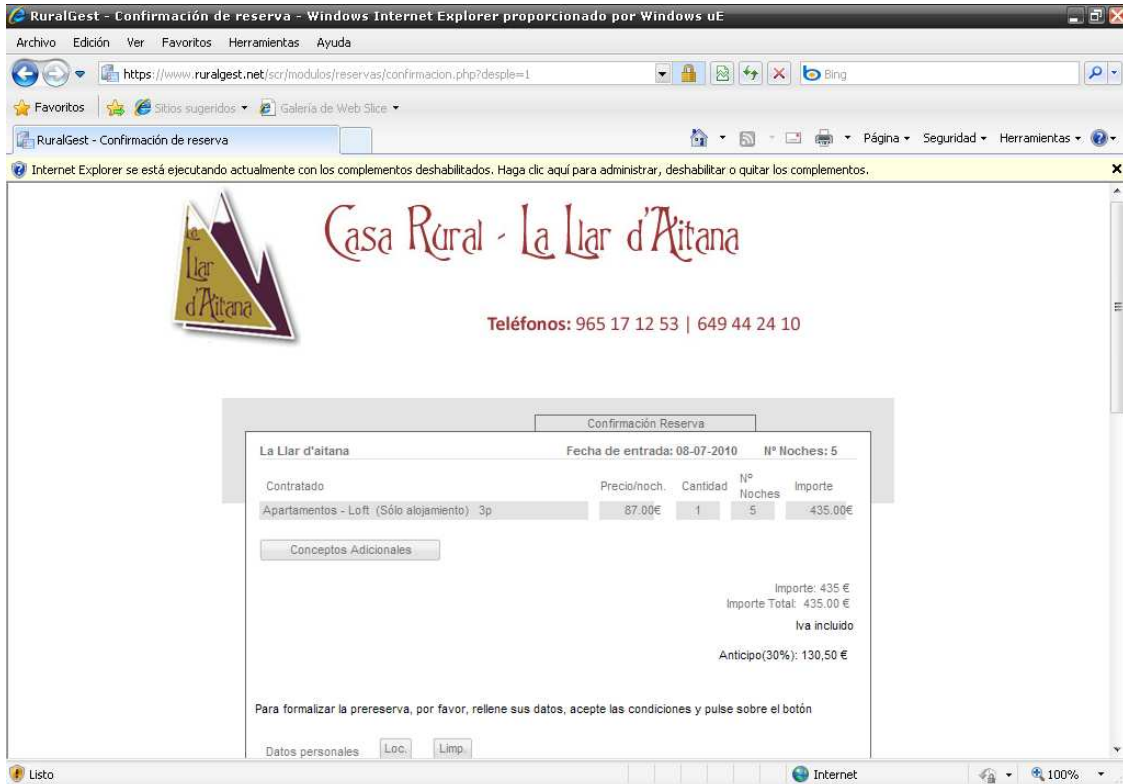 RuralGest - Confirmación de reserva - Windows Internet Explorer proporcionado por Windows uE
Archivo Edición Ver Favoritos Herramientas Ayuda
https://www.ruralgest.net/scr/modulos/reservas/confirmacion.php?desple=1 Bing
Favoritos Sitios sugeridos Galería de Web Slice
RuralGest - Confirmación de reserva Página Seguridad Herramientas
Internet Explorer se está ejecutando actualmente con los complementos deshabilitados. Haga clic aquí para administrar, deshabilitar o quitar los complementos.
La Llar d'Aitana
Casa Rural - La Llar d'Aitana
Teléfonos: 965 17 12 53 | 649 44 24 10
Confirmación Reserva
La Llar d'aitana Fecha de entrada: 08-07-2010 Nº Noches: 5
Contratado Precio/noch. Cantidad Nº Noches Importe
Apartamentos - Loft (Sólo alojamiento) 3p 87.00€ 1 5 435.00€
Conceptos Adicionales
Importe: 435 €
Importe Total: 435.00 €
Iva incluido
Anticipo(30%): 130,50 €
Para formalizar la prereserva, por favor, rellene sus datos, acepte las condiciones y pulse sobre el botón
Datos personales Loc. Limp.
Listo Internet 100%